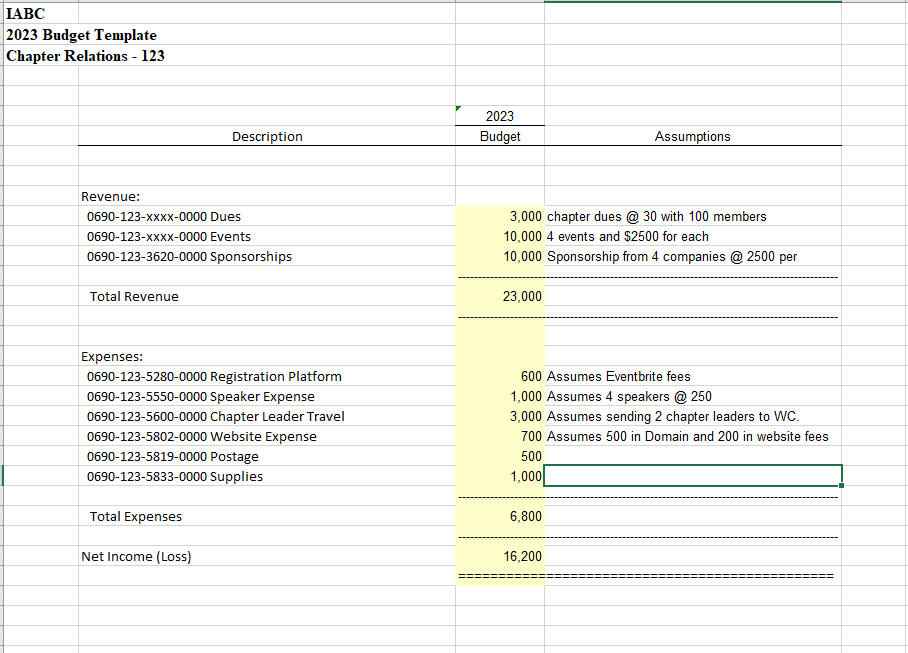 IABC
2023 Budget Template
Chapter Relations - 123
2023
Description Budget Assumptions
Revenue:
0690-123-xxxx-0000 Dues 3,000 chapter dues @ 30 with 100 members
0690-123-xxxx-0000 Events 10,000 4 events and $2500 for each
0690-123-3620-0000 Sponsorships 10,000 Sponsorship from 4 companies @ 2500 per
Total Revenue 23,000
Expenses:
0690-123-5280-0000 Registration Platform 600 Assumes Eventbrite fees
0690-123-5550-0000 Speaker Expense 1,000 Assumes 4 speakers @ 250
0690-123-5600-0000 Chapter Leader Travel 3,000 Assumes sending 2 chapter leaders to WC.
0690-123-5802-0000 Website Expense 700 Assumes 500 in Domain and 200 in website fees
0690-123-5819-0000 Postage 500
0690-123-5833-0000 Supplies 1,000
Total Expenses 6,800
Net Income (Loss) 16,200